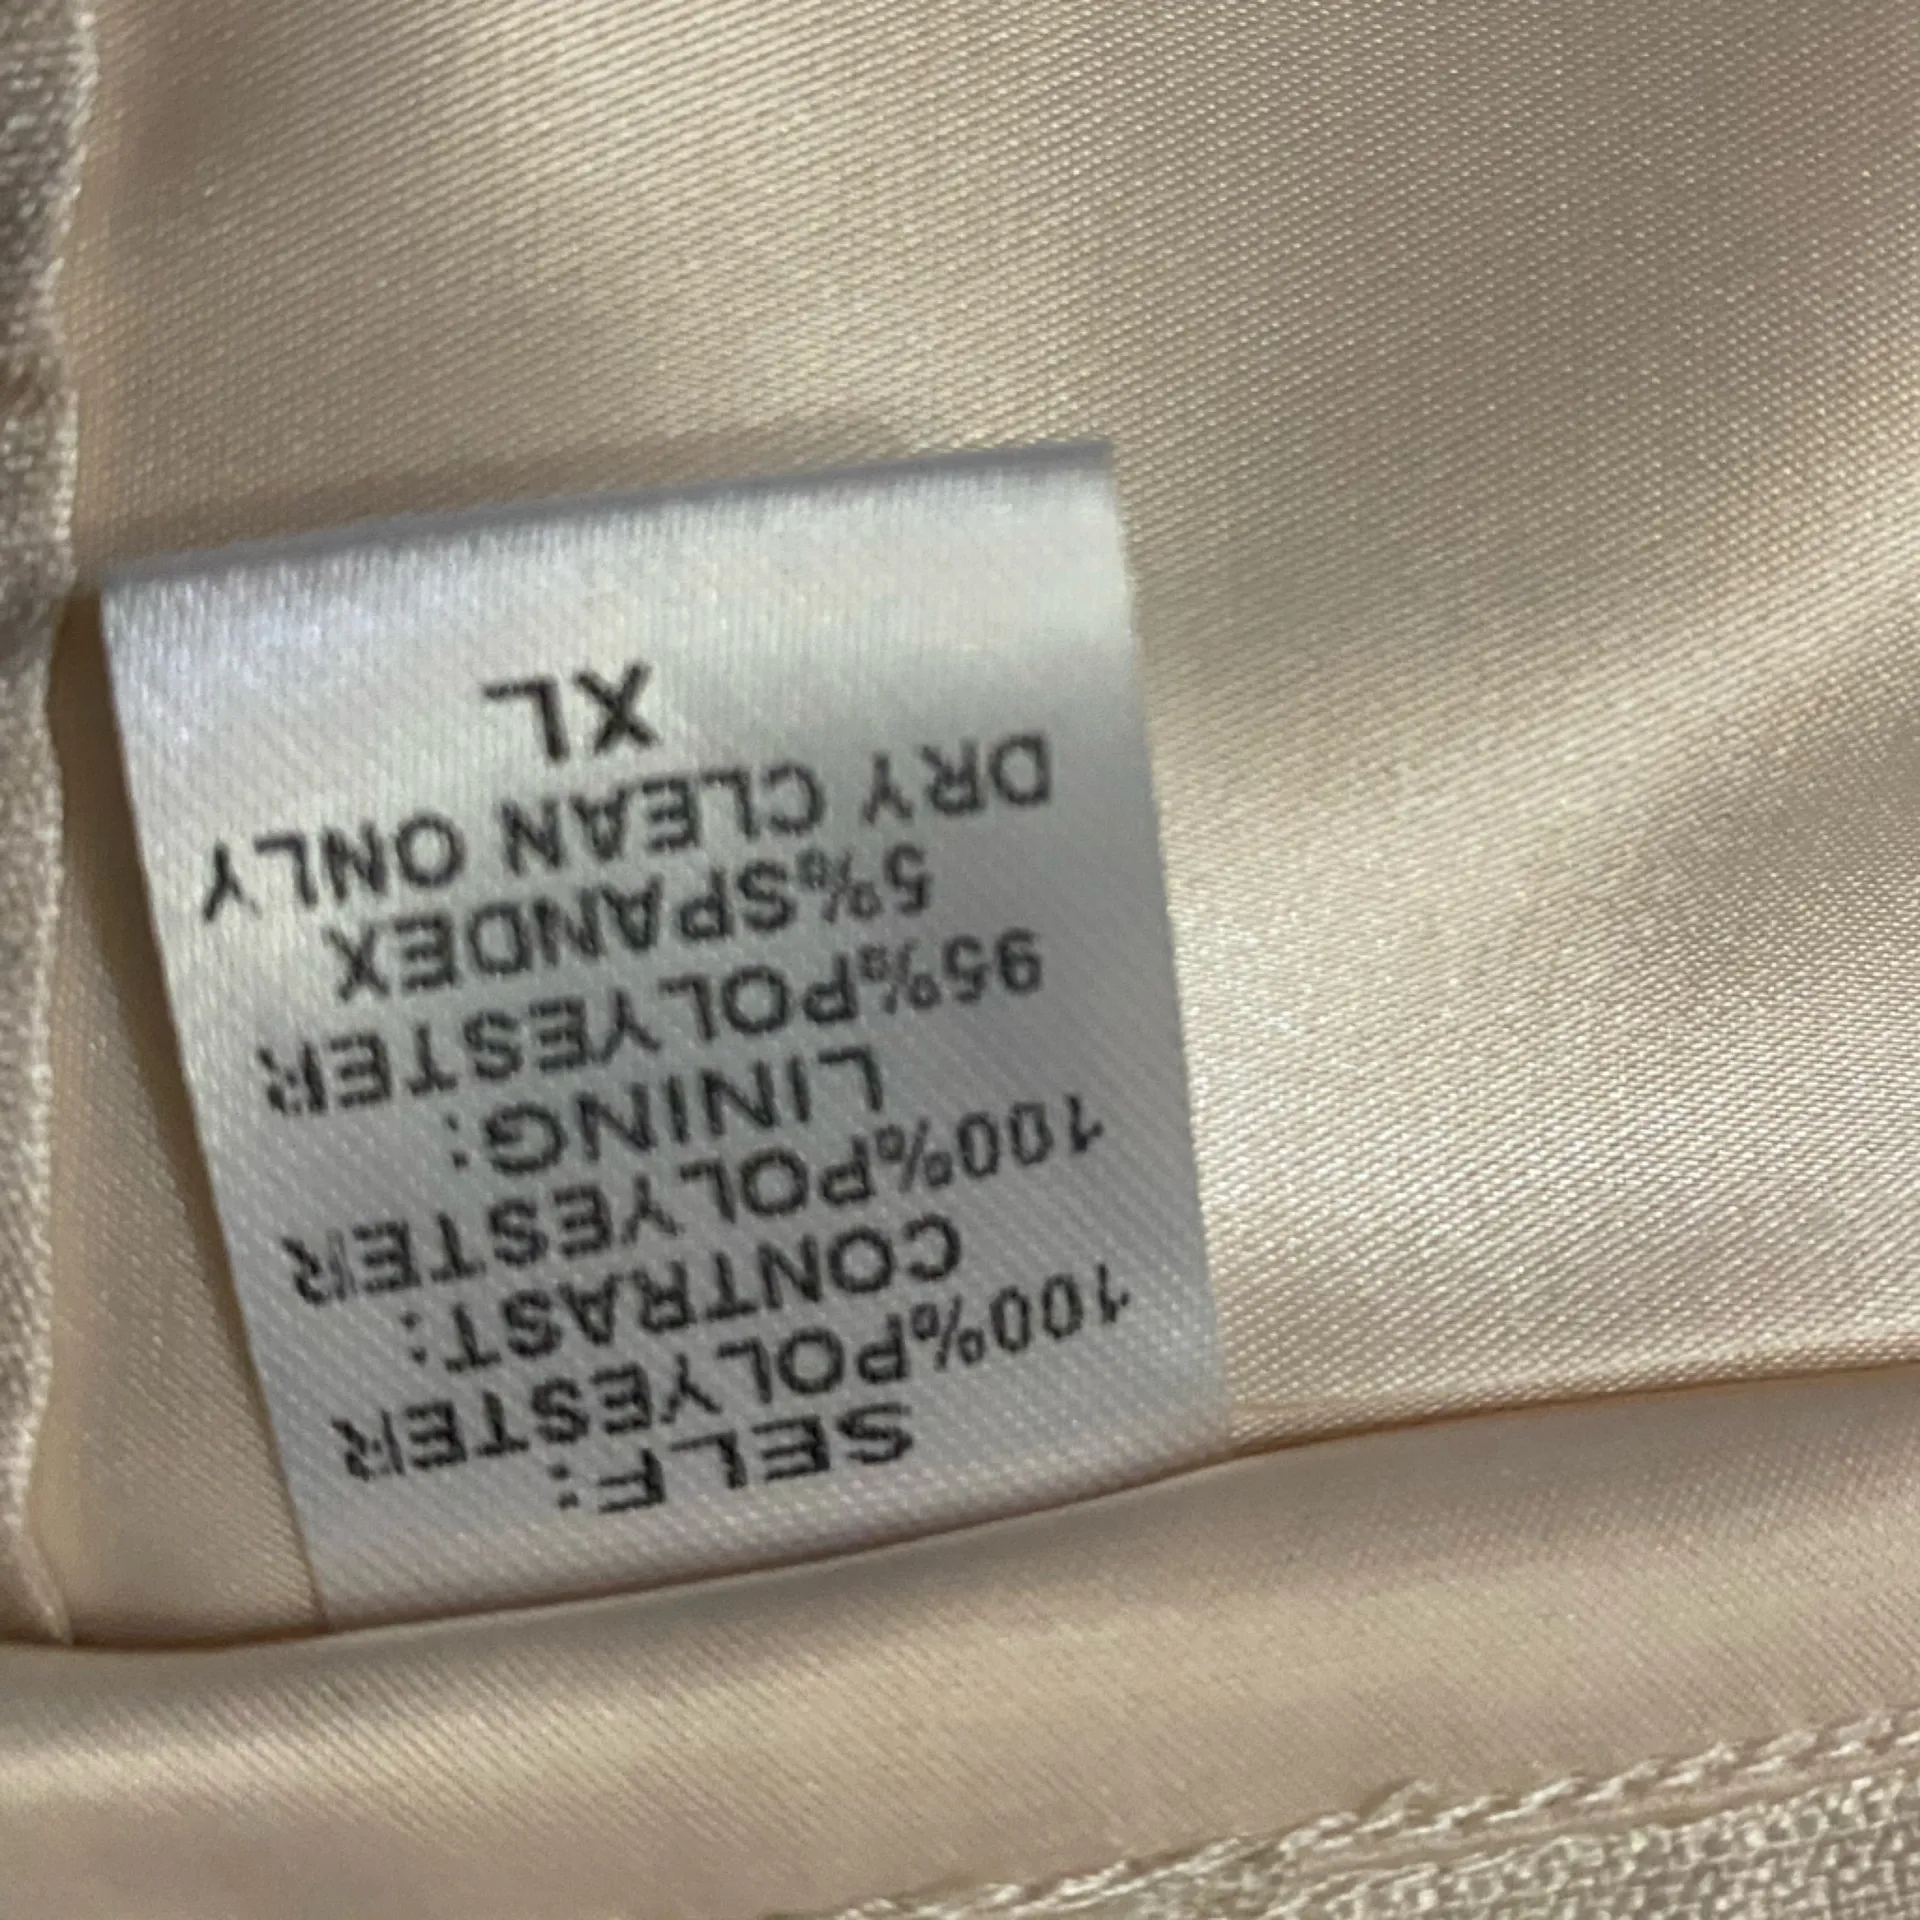 SELF:
100%POLYESTER
CONTRAST:
100%POLYESTER
LINING:
95%POLYESTER
5%SPANDEX
DRY CLEAN ONLY
XL